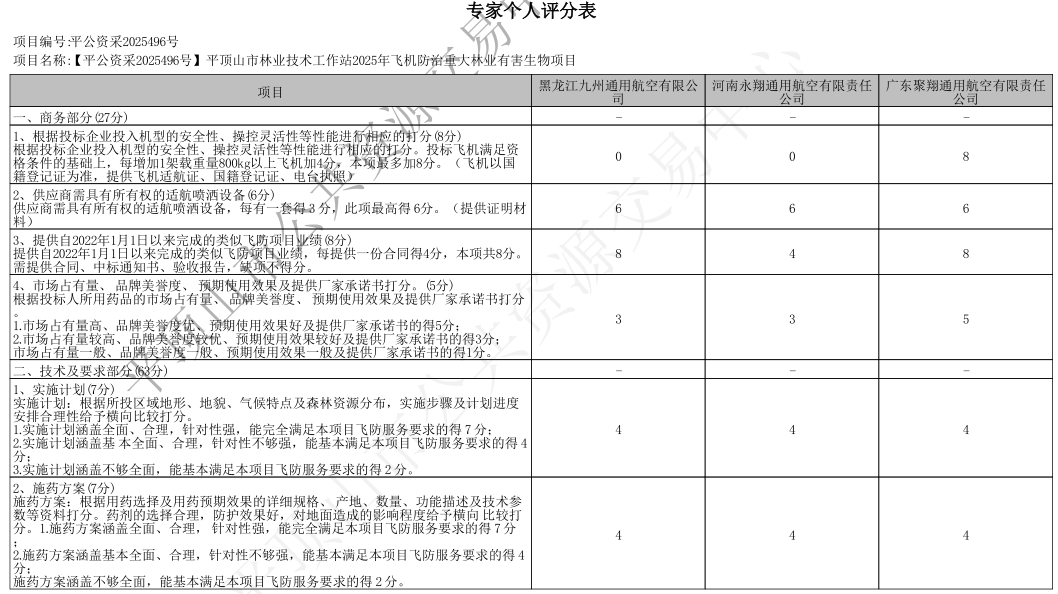 专家个人评分表
项目编号:平公资采2025496号
项目名称:【平公资采2025496号】平顶山市林业技术工作站2025年飞机防治重大林业有害生物项目
项目 黑龙江九州通用航空有限公司 河南永翔通用航空有限责任公司 广东聚翔通用航空有限责任公司
一、商务部分(27分) - - -
1、根据投标企业投入机型的安全性、操控灵活性等性能进行相应的打分(8分)
根据投标企业投入机型的安全性、操控灵活性等性能进行相应的打分。投标飞机满足资
格条件的基础上，每增加1架载重量800kg以上飞机加4分，本项最多加8分。（飞机以国
籍登记证为准，提供飞机适航证、国籍登记证、电台执照）
0 0 8
2、供应商需具有所有权的适航喷洒设备(6分)
供应商需具有所有权的适航喷洒设备，每有一套得 3 分，此项最高得 6分。（提供证明材
料）
6 6 6
3、提供自2022年1月1日以来完成的类似飞防项目业绩(8分)
提供自2022年1月1日以来完成的类似飞防项目业绩，每提供一份合同得4分，本项共8分。
需提供合同、中标通知书、验收报告，缺项不得分。
8 4 8
4、市场占有量、 品牌美誉度、 预期使用效果及提供厂家承诺书打分。(5分)
根据投标人所用药品的市场占有量、 品牌美誉度、 预期使用效果及提供厂家承诺书打分
。
1.市场占有量高、品牌美誉度优、预期使用效果好及提供厂家承诺书的得5分；
2.市场占有量较高、品牌美誉度较优、预期使用效果较好及提供厂家承诺书的得3分；
市场占有量一般、品牌美誉度一般、预期使用效果一般及提供厂家承诺书的得1分。
3 3 5
二、技术及要求部分(63分) - - -
1、实施计划(7分)
实施计划：根据所投区域地形、地貌、气候特点及森林资源分布，实施步骤及计划进度
安排合理性给予横向比较打分。
1.实施计划涵盖全面、合理，针对性强，能完全满足本项目飞防服务要求的得 7 分；
2.实施计划涵盖基 本全面、合理，针对性不够强，能基本满足本项目飞防服务要求的得 4
分；
3.实施计划涵盖不够全面，能基本满足本项目飞防服务要求的得 2 分。
4 4 4
2、施药方案(7分)
施药方案：根据用药选择及用药预期效果的详细规格、 产地、数量、功能描述及技术参
数等资料打分。药剂的选择合理，防护效果好，对地面造成的影响程度给予横向 比较打
分。1.施药方案涵盖全面、合理， 针对性强，能完全满足本项目飞防服务要求的得 7 分
；
2.施药方案涵盖基本全面、合理，针对性不够强，能基本满足本项目飞防服务要求的得 4
分；
施药方案涵盖不够全面，能基本满足本项目飞防服务要求的得 2 分。
4 4 4
平顶山市公共资源交易中心
平顶山市公共资源交易中心